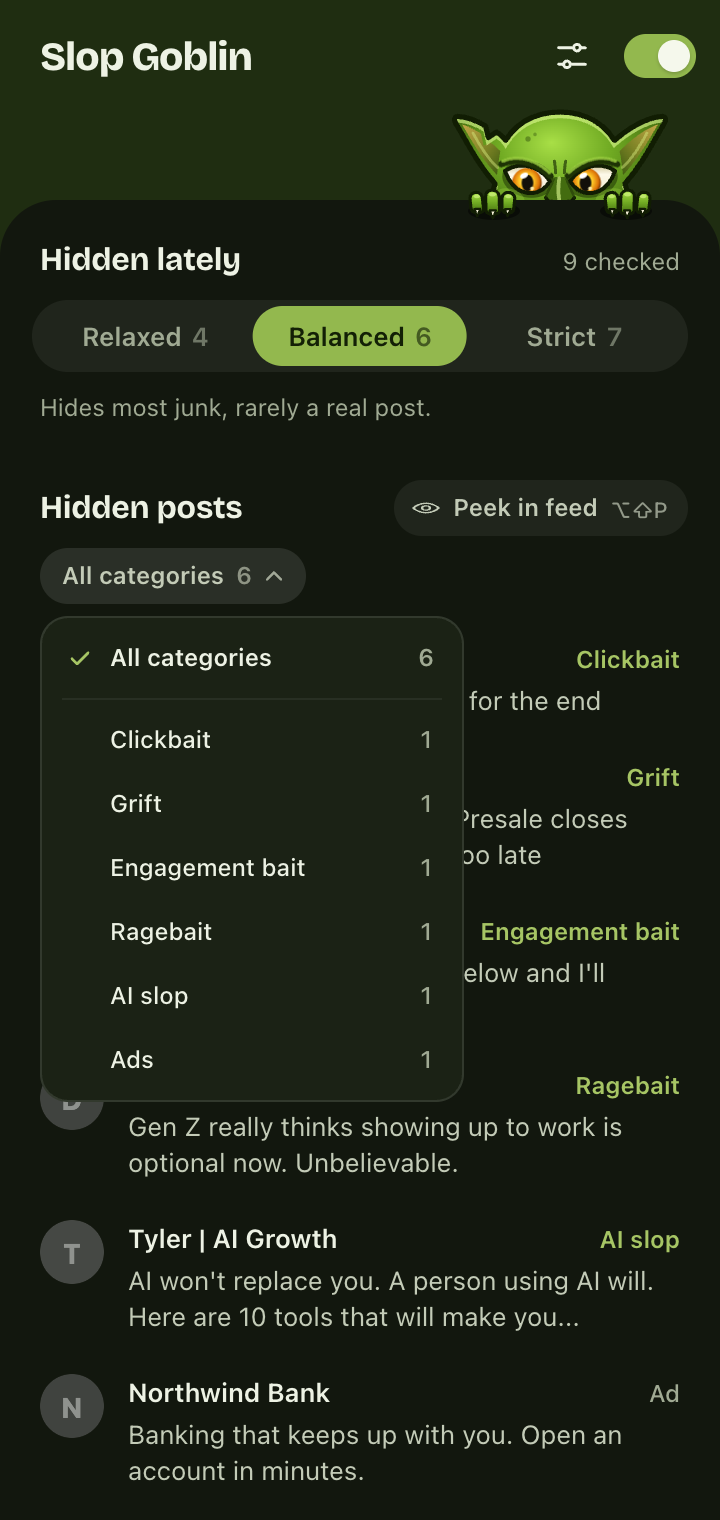 Slop Goblin
Hidden lately
9 checked
Relaxed 4
Balanced 6
Strict 7
Hides most junk, rarely a real post.
Hidden posts
Peek in feed ⌥⇧P
All categories 6
All categories 6
Clickbait 1
Grift 1
Engagement bait 1
Ragebait 1
AI slop 1
Ads 1
Clickbait
for the end
Grift
Presale closes
late
Engagement bait
and I'll
Ragebait
Gen Z really thinks showing up to work is
optional now. Unbelievable.
T
Tyler | AI Growth
AI slop
AI won't replace you. A person using AI will.
Here are 10 tools that will make you...
N
Northwind Bank
Ad
Banking that keeps up with you. Open an
account in minutes.